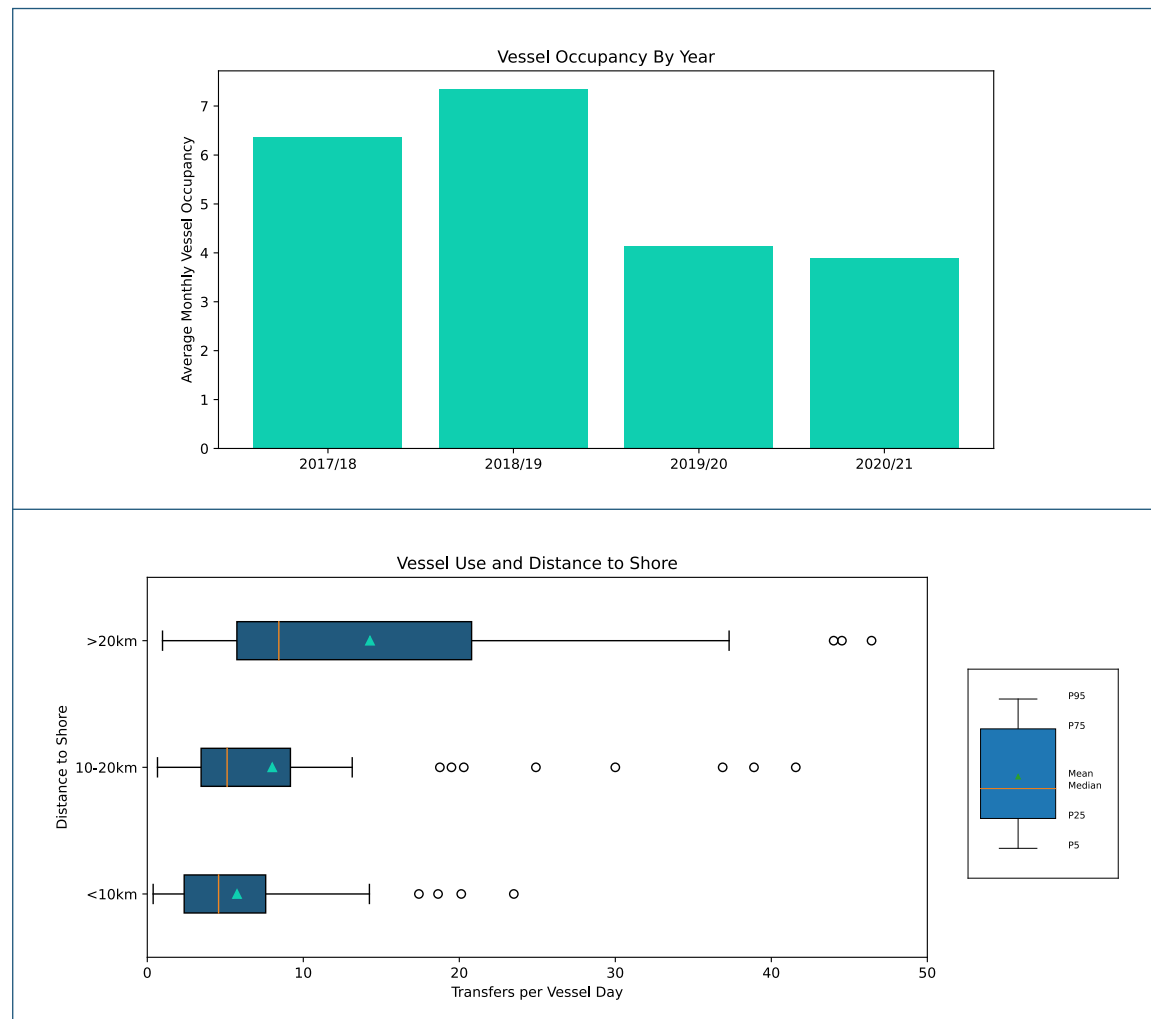 Vessel Occupancy By Year
Average Monthly Vessel Occupancy
7
6
5
4
3
2
1
0
2017/18 2018/19 2019/20 2020/21
Vessel Use and Distance to Shore
Distance to Shore
>20km
10-20km
<10km
0 10 20 30 40 50
Transfers per Vessel Day
P95
P75
Mean
Median
P25
P5